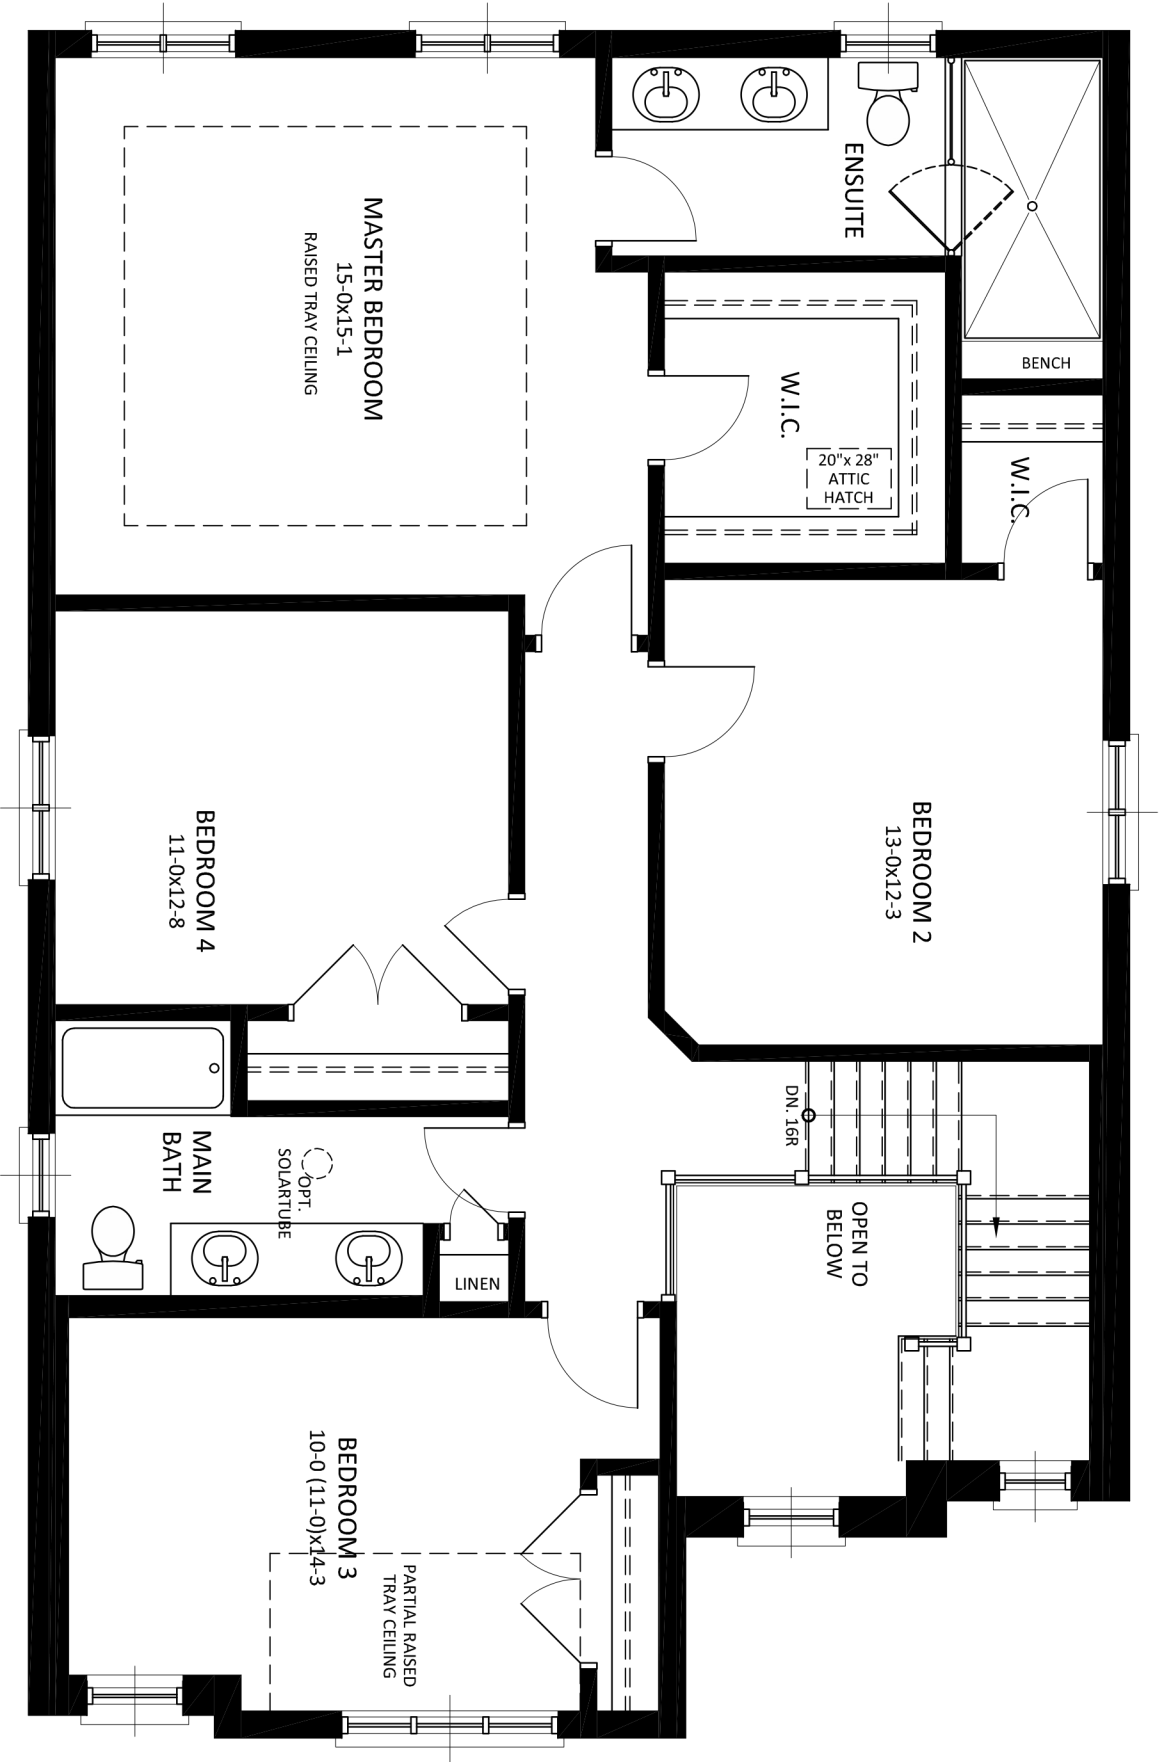 ENSUITE
MASTER BEDROOM
15-0x15-1
RAISED TRAY CEILING
BENCH
W.I.C.
20"x 28"
ATTIC
HATCH
W.I.C.
BEDROOM 2
13-0x12-3
BEDROOM 4
11-0x12-8
DN. 16R
MAIN
BATH
OPT.
SOLARTUBE
OPEN TO
BELOW
LINEN
BEDROOM 3
10-0 (11-0)x14-3
PARTIAL RAISED
TRAY CEILING